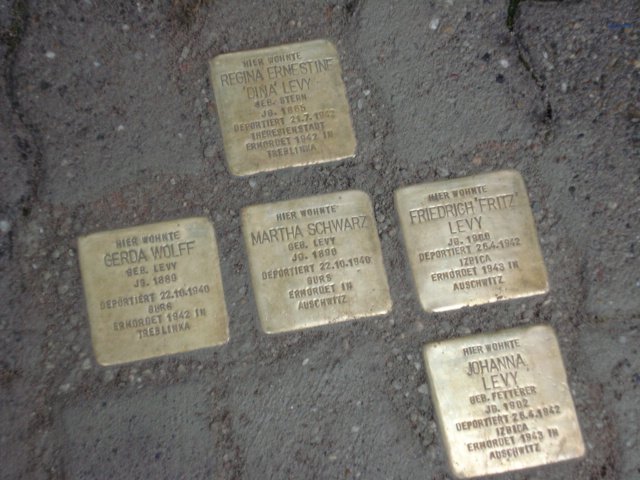 HIER WOHNTE
REGINA ERNESTINE
'DINA' LEVY
GEB. STERN
JG. 1865
DEPORTIERT 21.7.1942
THERESIENSTADT
ERMORDET 1942 IN
TREBLINKA
HIER WOHNTE
GERDA WOLFF
GEB. LEVY
JG. 1889
DEPORTIERT 22.10.1940
GURS
ERMORDET 1942 IN
TREBLINKA
HIER WOHNTE
MARTHA SCHWARZ
GEB. LEVY
JG. 1898
DEPORTIERT 22.10.1940
GURS
ERMORDET IN
AUSCHWITZ
HIER WOHNTE
FRIEDRICH 'FRITZ'
LEVY
JG.
DEPORTIERT 26.4.1942
IZBICA
ERMORDET 1943 IN
AUSCHWITZ
HIER WOHNTE
JOHANNA
LEVY
GEB. FETTERER
JG. 1902
DEPORTIERT 26.4.1942
IZBICA
ERMORDET 1943 IN
AUSCHWITZ